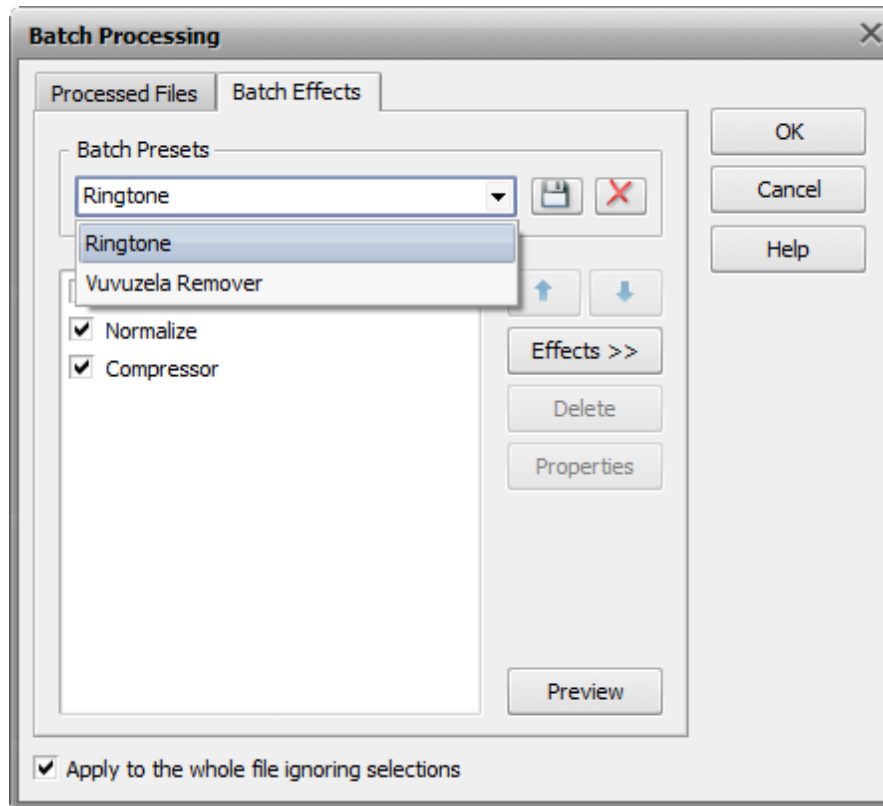 Batch Processing
Processed Files
Batch Effects
Batch Presets
Ringtone
Ringtone
Vuvuzela Remover
Normalize
Compressor
Effects >>
Delete
Properties
Preview
OK
Cancel
Help
Apply to the whole file ignoring selections